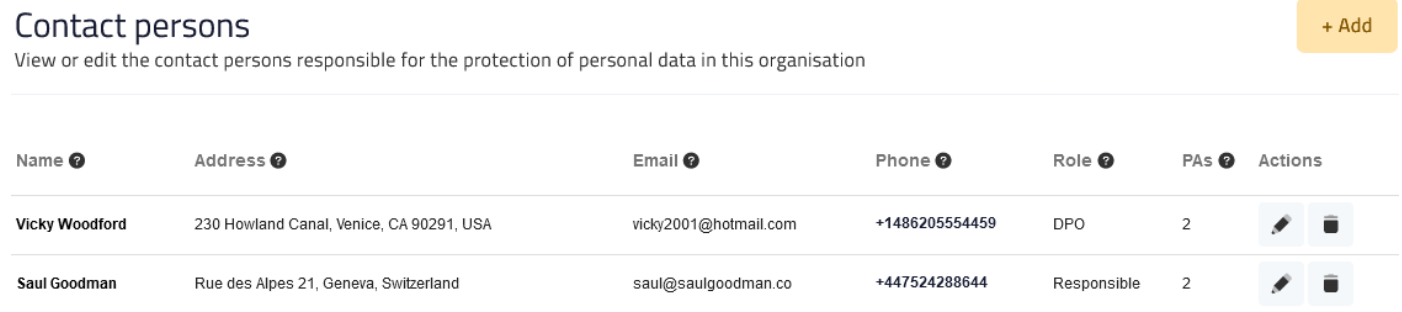 Contact persons
+ Add
View or edit the contact persons responsible for the protection of personal data in this organisation
Name ? Address ? Email ? Phone ? Role ? PAs ? Actions
Vicky Woodford 230 Howland Canal, Venice, CA 90291, USA vicky2001@hotmail.com +1486205554459 DPO 2
Saul Goodman Rue des Alpes 21, Geneva, Switzerland saul@saulgoodman.co +447524288644 Responsible 2